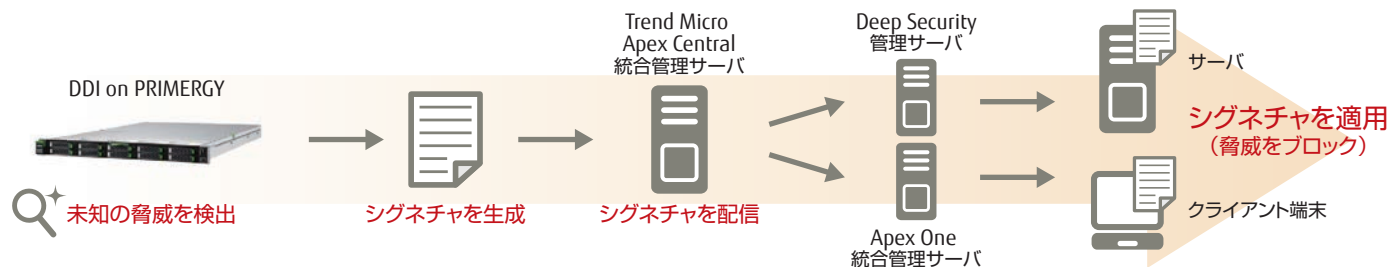 DDI on PRIMERGY
未知の脅威を検出
シグネチャを生成
Trend Micro
Apex Central
統合管理サーバ
シグネチャを配信
Deep Security
管理サーバ
Apex One
統合管理サーバ
サーバ
シグネチャを適用
（脅威をブロック）
クライアント端末